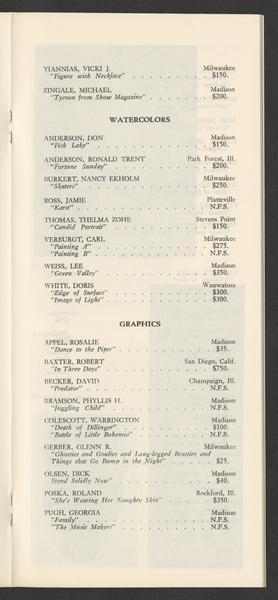 YIANNIAS, VICKI J. Milwaukee
"Figure with Necklace" . . . . . . . . . . $150.
ZINGALE, MICHAEL Madison
"Tycoon from Show Magazine" . . . . . . . . $200.
WATERCOLORS
ANDERSON, DON Madison
"Fish Lake" . . . . . . . . . . . . . $150.
ANDERSON, RONALD TRENT Park Forest, Ill.
"Fortune Sunday" . . . . . . . . . . . $200.
BURKERT, NANCY EKHOLM Milwaukee
"Skaters" . . . . . . . . . . . . . . $250.
ROSS, JAMIE Platteville
"Karst" . . . . . . . . . . . . . . N.F.S.
THOMAS, THELMA ZOHE Stevens Point
"Candid Portrait" . . . . . . . . . . . $150.
VERBURGT, CARL Milwaukee
"Painting A" . . . . . . . . . . . . . $275.
"Painting B" . . . . . . . . . . . . . N.F.S.
WEISS, LEE Madison
"Green Valley" . . . . . . . . . . . . $350.
WHITE, DORIS Wauwatosa
"Edge of Surface" . . . . . . . . . . . $300.
"Image of Light" . . . . . . . . . . . $300.
GRAPHICS
APPEL, ROSALIE Madison
"Dance to the Piper" . . . . . . . . . . $35.
BAXTER, ROBERT San Diego, Calif.
"In Three Days" . . . . . . . . . . . $750.
BECKER, DAVID Champaign, Ill.
"Predator" . . . . . . . . . . . . . N.F.S.
BRAMSON, PHYLLIS H. Madison
"Juggling Child" . . . . . . . . . . . N.F.S.
COLESCOTT, WARRINGTON Madison
"Death of Dillinger" . . . . . . . . . . $100.
"Battle of Little Bohemia" . . . . . . . . N.F.S.
GERBER, GLENN R. Milwaukee
"Ghosties and Goulies and Long-legged Beasties and
Things that Go Bump in the Night" . . . . . . $25.
OLSEN, DICK Madison
Stand Solidly Now" . . . . . . . . . . $40.
POSKA, ROLAND Rockford, Ill.
"She's Wearing Her Naughty Skin" . . . . . . $350.
PUGH, GEORGIA Madison
"Family" . . . . . . . . . . . . . . N.F.S.
"The Music Makers" . . . . . . . . . . N.F.S.